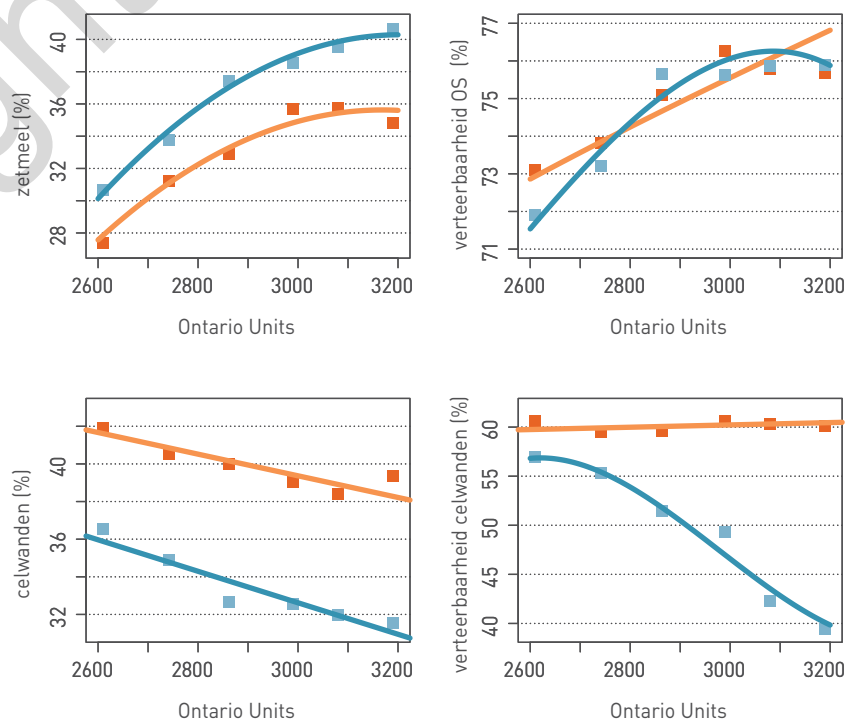 zetmeel (%)
40
36
32
28
2600 2800 3000 3200
Ontario Units
verteerbaarheid OS (%)
77
75
73
71
2600 2800 3000 3200
Ontario Units
celwanden (%)
40
36
32
2600 2800 3000 3200
Ontario Units
verteerbaarheid celwanden (%)
60
55
50
45
40
2600 2800 3000 3200
Ontario Units